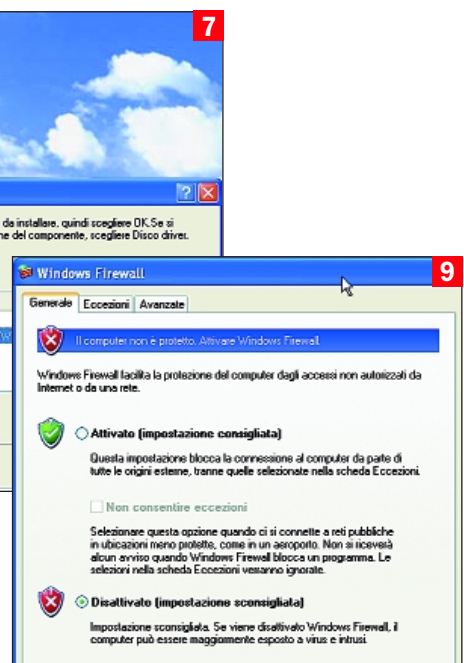 7
da installare, quindi scegliere OK.Se si
ne del componente, scegliere Disco driver.
Windows Firewall
9
Generale Eccezioni Avanzate
Il computer non è protetto. Attivare Windows Firewall.
Windows Firewall facilita la protezione del computer dagli accessi non autorizzati da
Internet o da una rete.
Attivato (impostazione consigliata)
Questa impostazione blocca la connessione al computer da parte di
tutte le origini esterne, tranne quelle selezionate nella scheda Eccezioni.
Non consentire eccezioni
Selezionare questa opzione quando ci si connette a reti pubbliche
in ubicazioni meno protette, come in un aeroporto. Non si riceverà
alcun avviso quando Windows Firewall blocca un programma. Le
selezioni nella scheda Eccezioni verranno ignorate.
Disattivato (impostazione sconsigliata)
Impostazione sconsigliata. Se viene disattivato Windows Firewall, il
computer può essere maggiormente esposto a virus e intrusi.